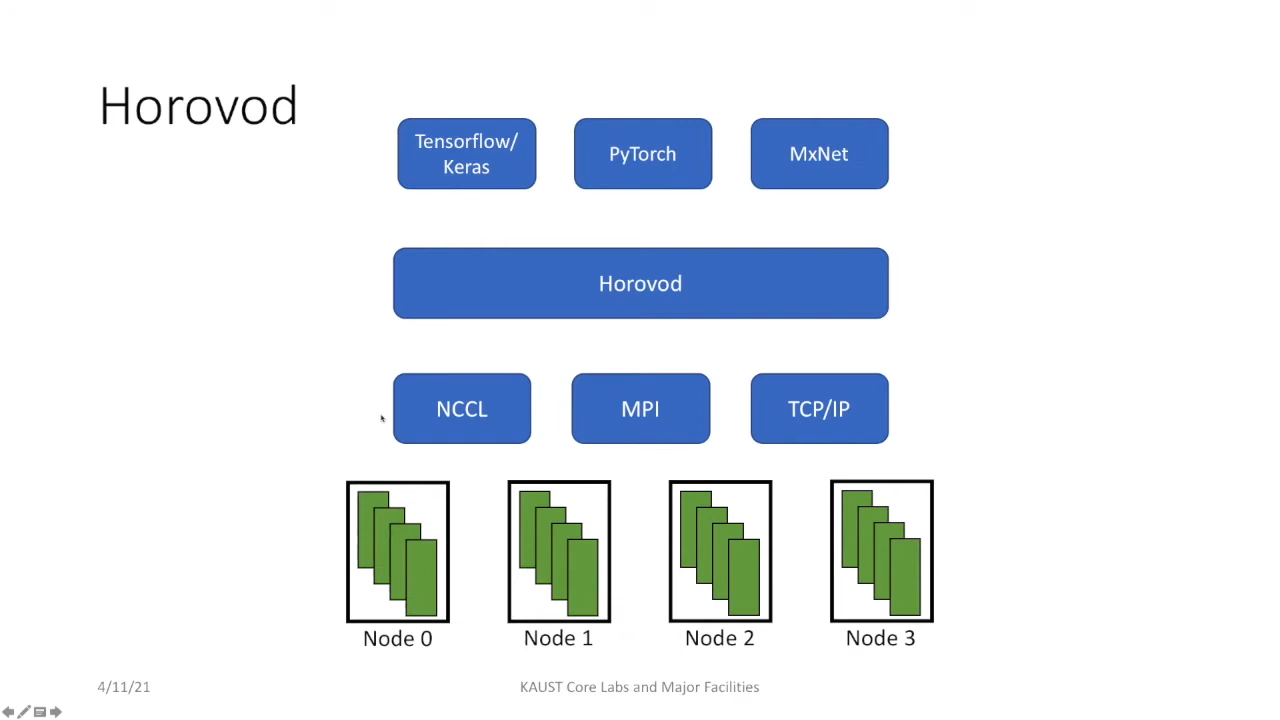 Horovod
Tensorflow/
Keras
PyTorch
MxNet
Horovod
NCCL
MPI
TCP/IP
Node 0
Node 1
Node 2
Node 3
4/11/21
KAUST Core Labs and Major Facilities